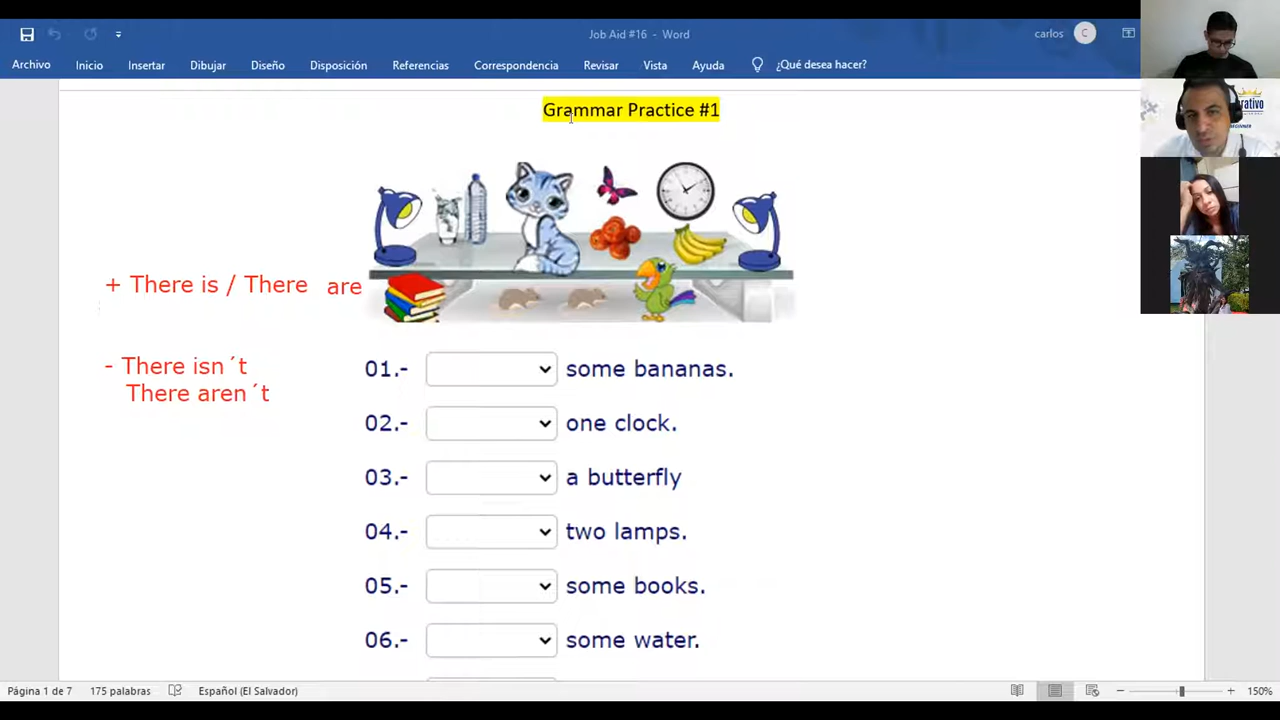 Job Aid #16 - Word
carlos
C
Archivo
Inicio
Insertar
Dibujar
Diseño
Disposición
Referencias
Correspondencia
Revisar
Vista
Ayuda
¿Qué desea hacer?
rativo
BEGINNER
Grammar Practice #1
+ There is / There are
- There isn´t
There aren´t
01.- some bananas.
02.- one clock.
03.- a butterfly
04.- two lamps.
05.- some books.
06.- some water.
Página 1 de 7
175 palabras
Español (El Salvador)
150%